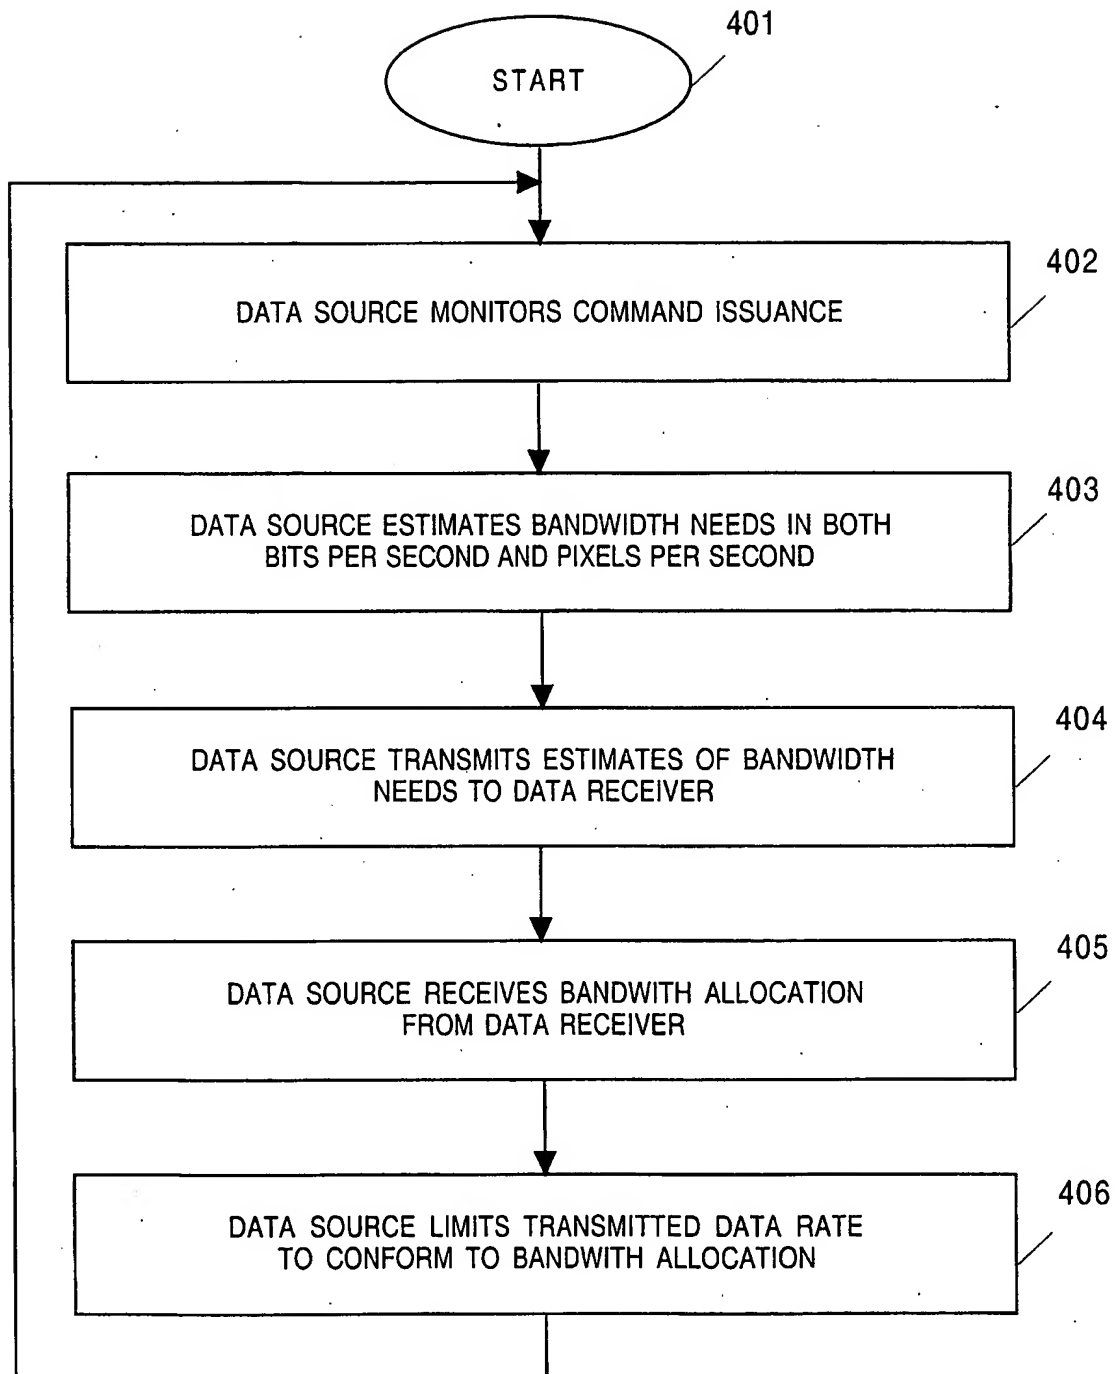 401
START
402
DATA SOURCE MONITORS COMMAND ISSUANCE
403
DATA SOURCE ESTIMATES BANDWIDTH NEEDS IN BOTH
BITS PER SECOND AND PIXELS PER SECOND
404
DATA SOURCE TRANSMITS ESTIMATES OF BANDWIDTH
NEEDS TO DATA RECEIVER
405
DATA SOURCE RECEIVES BANDWITH ALLOCATION
FROM DATA RECEIVER
406
DATA SOURCE LIMITS TRANSMITTED DATA RATE
TO CONFORM TO BANDWITH ALLOCATION